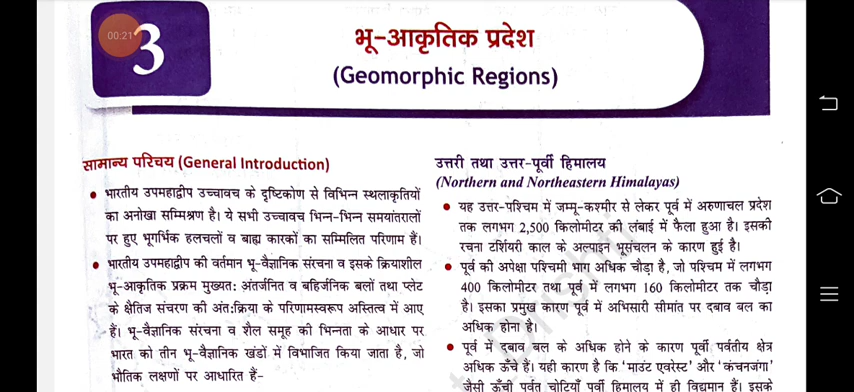 00:21
3
भू-आकृतिक प्रदेश
(Geomorphic Regions)
सामान्य परिचय (General Introduction)
● भारतीय उपमहाद्वीप उच्चावच के दृष्टिकोण से विभिन्न स्थलाकृतियों
का अनोखा सम्मिश्रण है। ये सभी उच्चावच भिन्न-भिन्न समयांतरालों
पर हुए भूगर्भिक हलचलों व बाह्य कारकों का सम्मिलित परिणाम हैं।
● भारतीय उपमहाद्वीप की वर्तमान भू-वैज्ञानिक संरचना व इसके क्रियाशील
भू-आकृतिक प्रक्रम मुख्यत: अंतर्जनित व बहिर्जनिक बलों तथा प्लेट
के क्षैतिज संचरण की अंत:क्रिया के परिणामस्वरूप अस्तित्व में आए
हैं। भू-वैज्ञानिक संरचना व शैल समूह की भिन्नता के आधार पर
भारत को तीन भू-वैज्ञानिक खंडों में विभाजित किया जाता है, जो
भौतिक लक्षणों पर आधारित हैं-
उत्तरी तथा उत्तर-पूर्वी हिमालय
(Northern and Northeastern Himalayas)
● यह उत्तर-पश्चिम में जम्मू-कश्मीर से लेकर पूर्व में अरुणाचल प्रदेश
तक लगभग 2,500 किलोमीटर की लंबाई में फैला हुआ है। इसकी
रचना टर्शियरी काल के अल्पाइन भूसंचलन के कारण हुई है।
● पूर्व की अपेक्षा पश्चिमी भाग अधिक चौड़ा है, जो पश्चिम में लगभग
400 किलोमीटर तथा पूर्व में लगभग 160 किलोमीटर तक चौड़ा
है। इसका प्रमुख कारण पूर्व में अभिसारी सीमांत पर दबाव बल का
अधिक होना है।
● पूर्व में दबाव बल के अधिक होने के कारण पूर्वी पर्वतीय क्षेत्र
अधिक ऊँचे हैं। यही कारण है कि 'माउंट एवरेस्ट' और 'कंचनजंगा'
जैसी ऊँची पर्वत चोटियाँ पूर्वी हिमालय में ही विद्यमान हैं। इसके